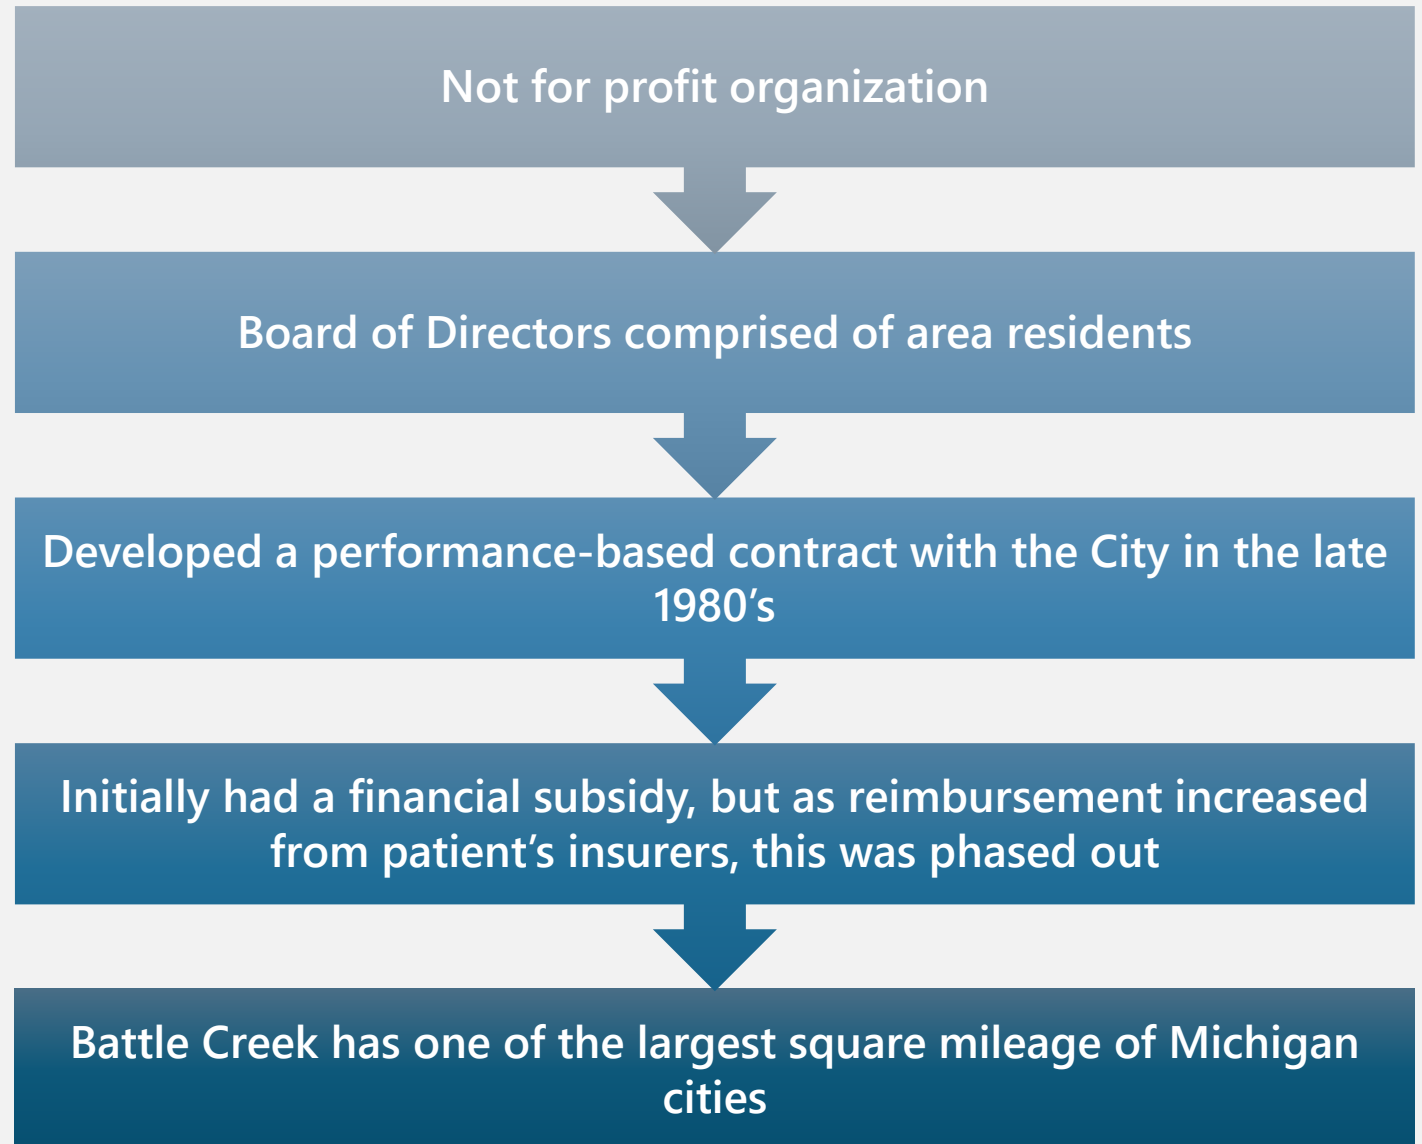 Not for profit organization
Board of Directors comprised of area residents
Developed a performance-based contract with the City in the late
1980’s
Initially had a financial subsidy, but as reimbursement increased
from patient’s insurers, this was phased out
Battle Creek has one of the largest square mileage of Michigan
cities